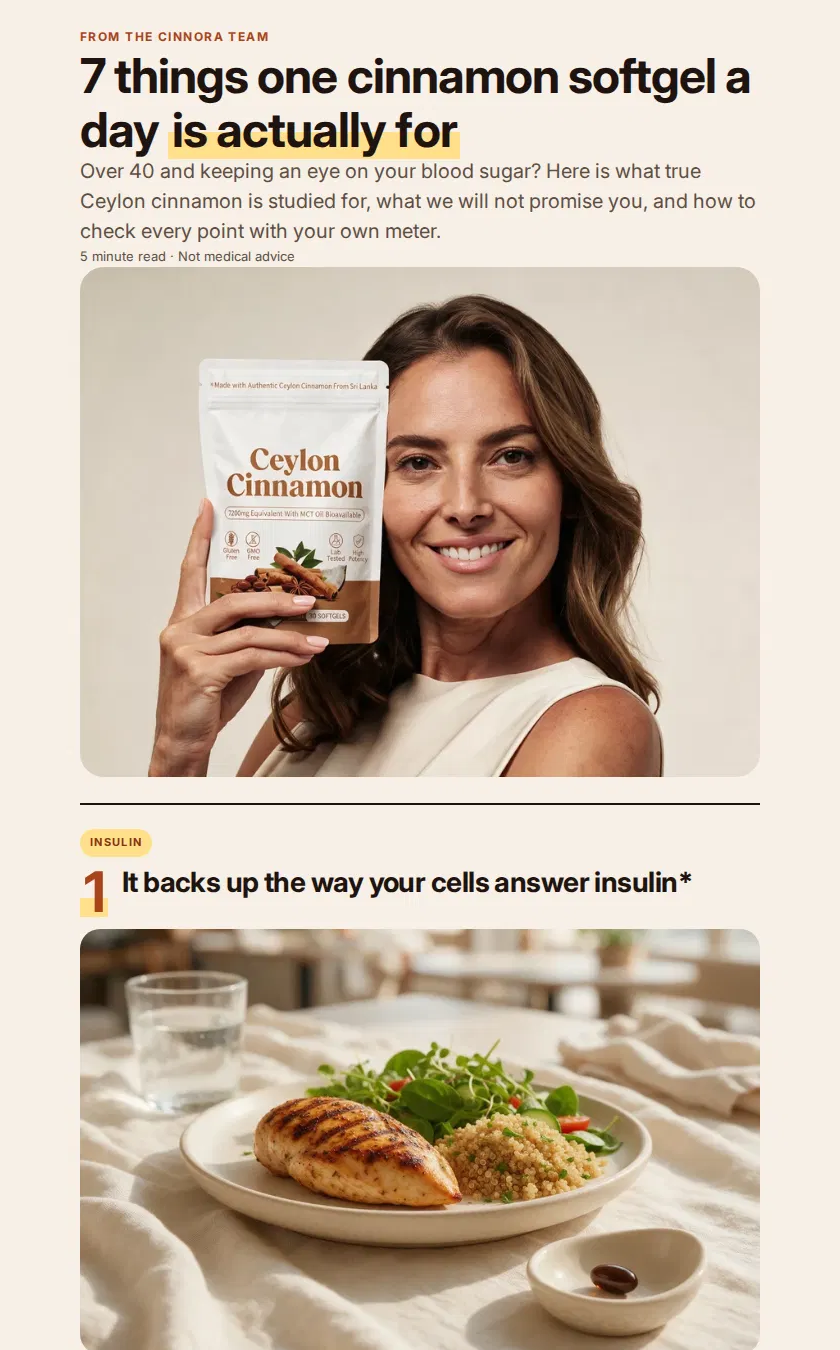 FROM THE CINNORA TEAM
7 things one cinnamon softgel a
day is actually for
Over 40 and keeping an eye on your blood sugar? Here is what true
Ceylon cinnamon is studied for, what we will not promise you, and how to
check every point with your own meter.
5 minute read · Not medical advice
*Made with Authentic Ceylon Cinnamon From Sri Lanka
Ceylon
Cinnamon
7200mg Equivalent With MCT Oil Bioavailable
Gluten Free
GMO Free
Lab Tested
High Potency
SOFTGELS
INSULIN
1 It backs up the way your cells answer insulin*